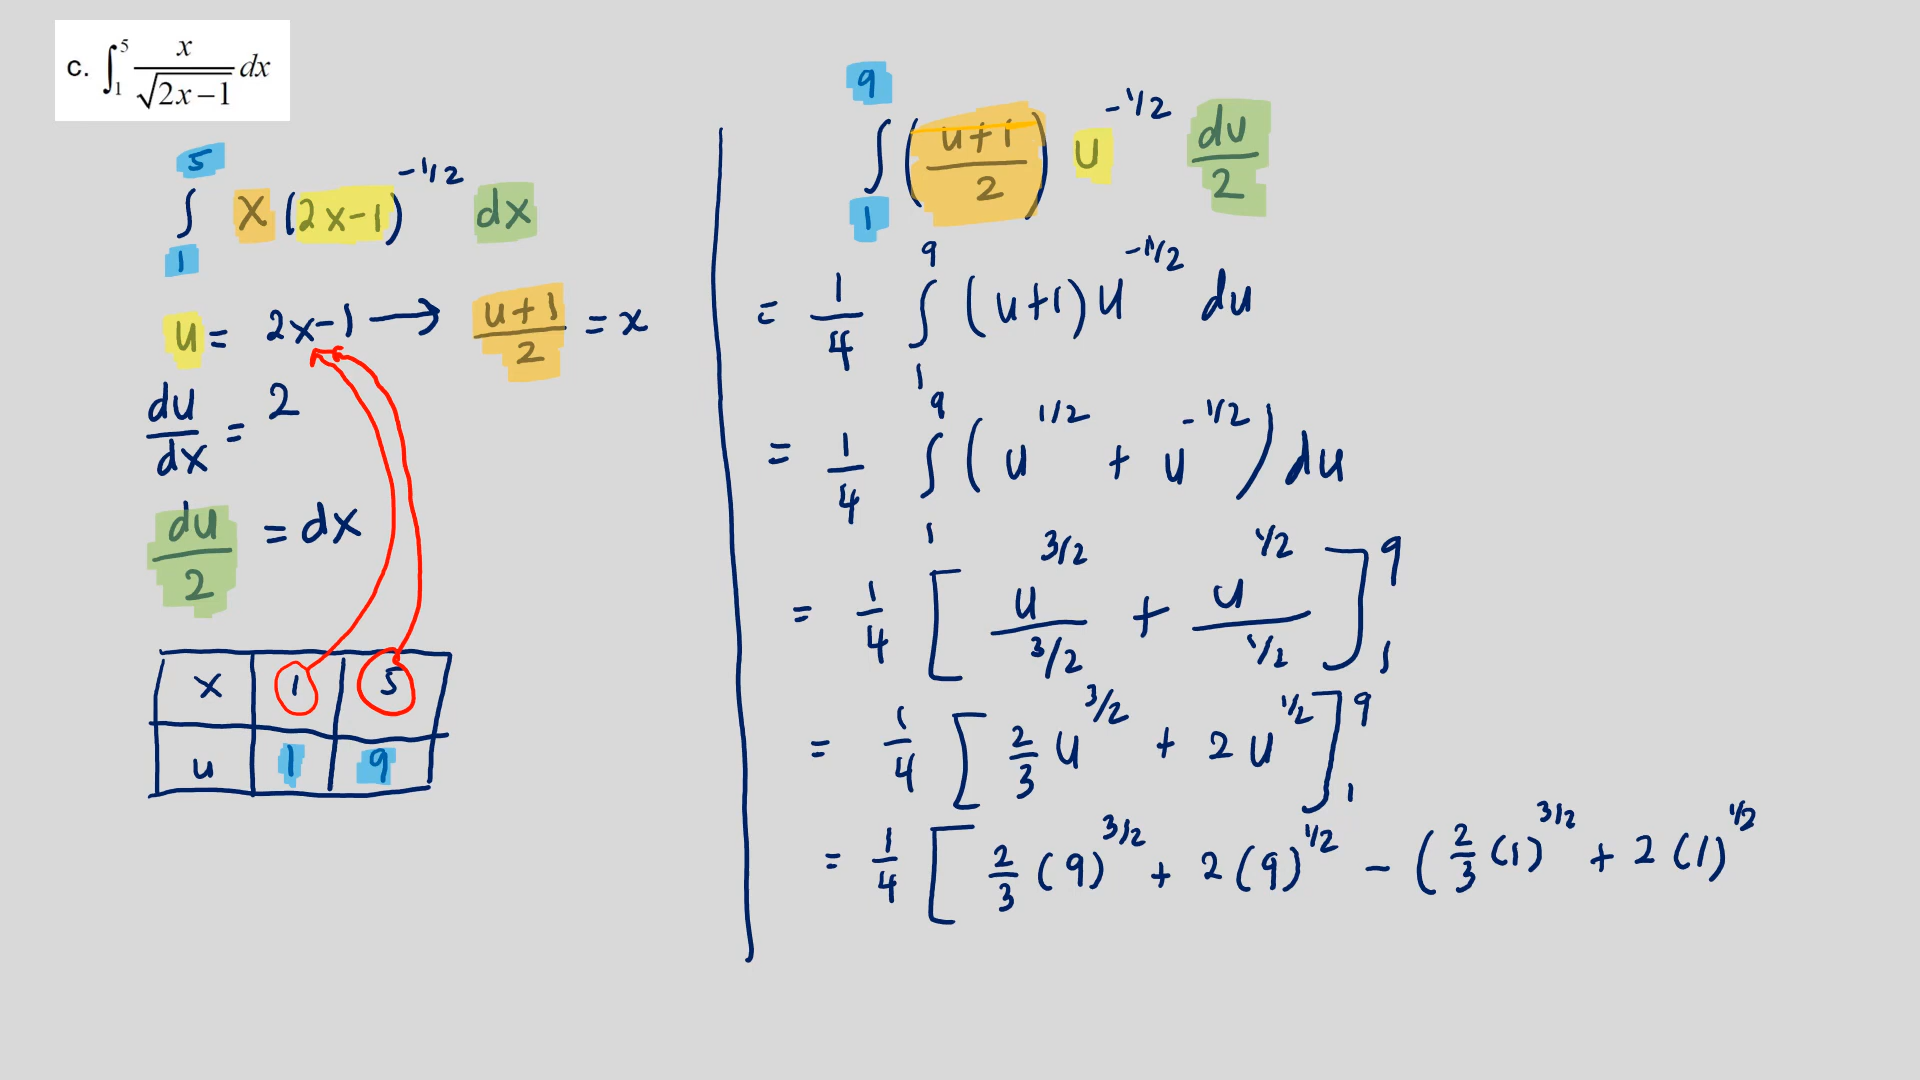 c. ∫₁⁵ x/√(2x−1) dx
∫₁⁵ x (2x-1)^(-1/2) dx
u = 2x-1 → (u+1)/2 = x
du/dx = 2
du/2 = dx
x 1 5
u 1 9
∫₁⁹ ((u+1)/2) u^(-1/2) du/2
= 1/4 ∫₁⁹ (u+1) u^(-1/2) du
= 1/4 ∫₁⁹ (u^(1/2) + u^(-1/2)) du
= 1/4 [ u^(3/2)/(3/2) + u^(1/2)/(1/2) ]₁⁹
= 1/4 [ 2/3 u^(3/2) + 2 u^(1/2) ]₁⁹
= 1/4 [ 2/3 (9)^(3/2) + 2(9)^(1/2) - ( 2/3 (1)^(3/2) + 2(1)^(1/2)